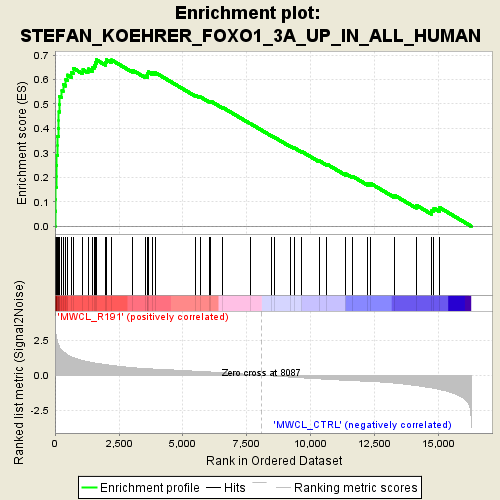 Enrichment plot:
STEFAN_KOEHRER_FOXO1_3A_UP_IN_ALL_HUMAN
Enrichment score (ES)
0.7
0.6
0.5
0.4
0.3
0.2
0.1
0.0
'MWCL_R191' (positively correlated)
Ranked list metric (Signal2Noise)
2.5
0.0
-2.5
Zero cross at 8087
'MWCL_CTRL' (negatively correlated)
0
2,500
5,000
7,500
10,000
12,500
15,000
Rank in Ordered Dataset
Enrichment profile
Hits
Ranking metric scores